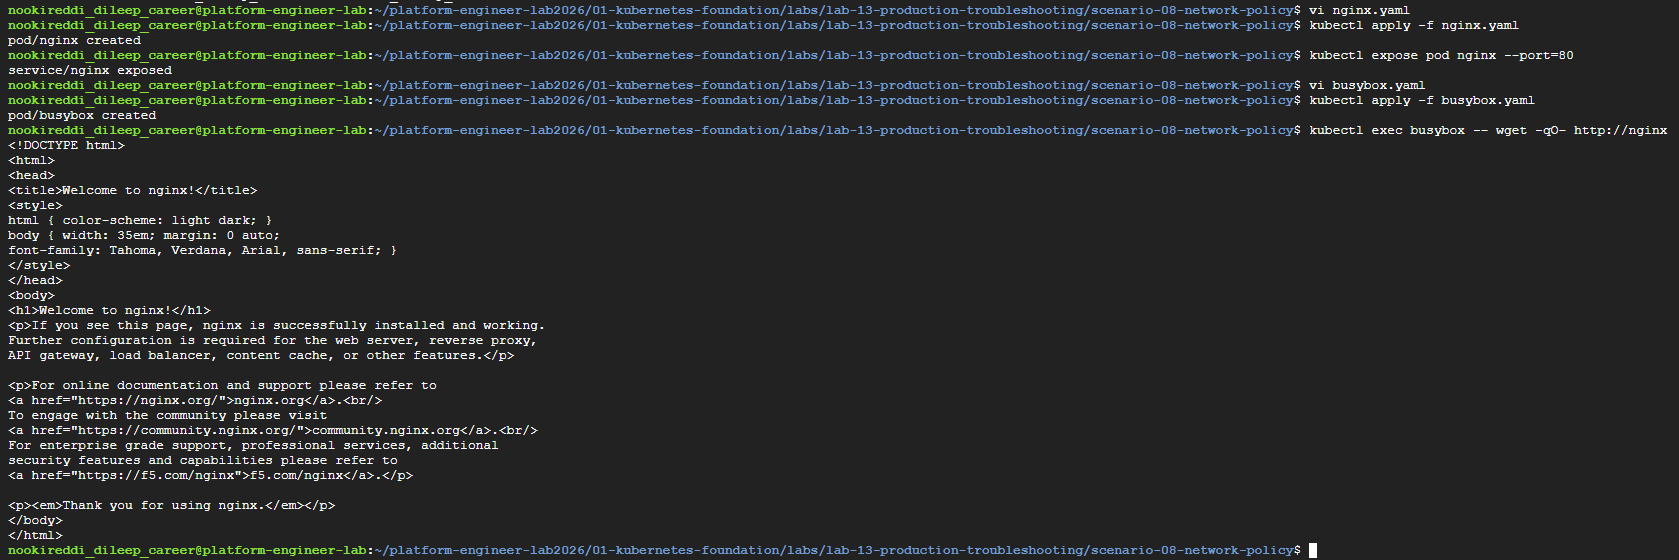 nookireddi_dileep_career@platform-engineer-lab:~/platform-engineer-lab2026/01-kubernetes-foundation/labs/lab-13-production-troubleshooting/scenario-08-network-policy$ vi nginx.yaml
nookireddi_dileep_career@platform-engineer-lab:~/platform-engineer-lab2026/01-kubernetes-foundation/labs/lab-13-production-troubleshooting/scenario-08-network-policy$ kubectl apply -f nginx.yaml
pod/nginx created
nookireddi_dileep_career@platform-engineer-lab:~/platform-engineer-lab2026/01-kubernetes-foundation/labs/lab-13-production-troubleshooting/scenario-08-network-policy$ kubectl expose pod nginx --port=80
service/nginx exposed
nookireddi_dileep_career@platform-engineer-lab:~/platform-engineer-lab2026/01-kubernetes-foundation/labs/lab-13-production-troubleshooting/scenario-08-network-policy$ vi busybox.yaml
nookireddi_dileep_career@platform-engineer-lab:~/platform-engineer-lab2026/01-kubernetes-foundation/labs/lab-13-production-troubleshooting/scenario-08-network-policy$ kubectl apply -f busybox.yaml
pod/busybox created
nookireddi_dileep_career@platform-engineer-lab:~/platform-engineer-lab2026/01-kubernetes-foundation/labs/lab-13-production-troubleshooting/scenario-08-network-policy$ kubectl exec busybox -- wget -qO- http://nginx
<!DOCTYPE html>
<html>
<head>
<title>Welcome to nginx!</title>
<style>
html { color-scheme: light dark; }
body { width: 35em; margin: 0 auto;
font-family: Tahoma, Verdana, Arial, sans-serif; }
</style>
</head>
<body>
<h1>Welcome to nginx!</h1>
<p>If you see this page, nginx is successfully installed and working.
Further configuration is required for the web server, reverse proxy,
API gateway, load balancer, content cache, or other features.</p>

<p>For online documentation and support please refer to
<a href="https://nginx.org/">nginx.org</a>.<br/>
To engage with the community please visit
<a href="https://community.nginx.org/">community.nginx.org</a>.<br/>
For enterprise grade support, professional services, additional
security features and capabilities please refer to
<a href="https://f5.com/nginx">f5.com/nginx</a>.</p>

<p><em>Thank you for using nginx.</em></p>
</body>
</html>
nookireddi_dileep_career@platform-engineer-lab:~/platform-engineer-lab2026/01-kubernetes-foundation/labs/lab-13-production-troubleshooting/scenario-08-network-policy$